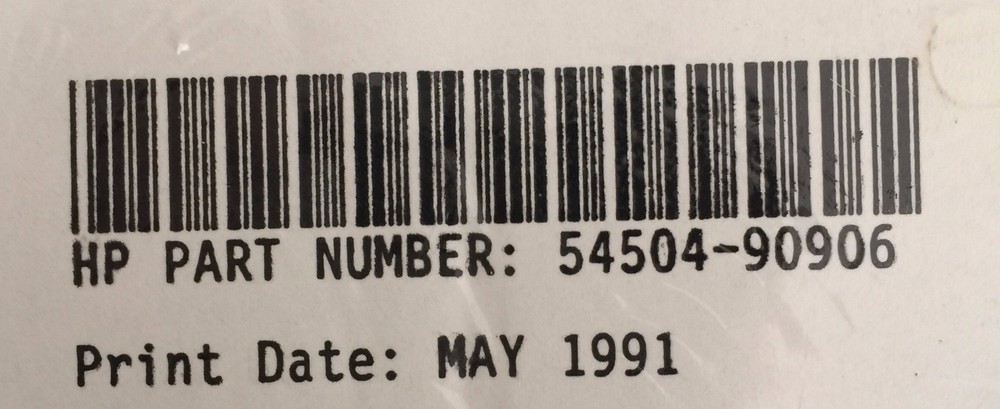 HP PART NUMBER: 54504-90906
Print Date: MAY 1991